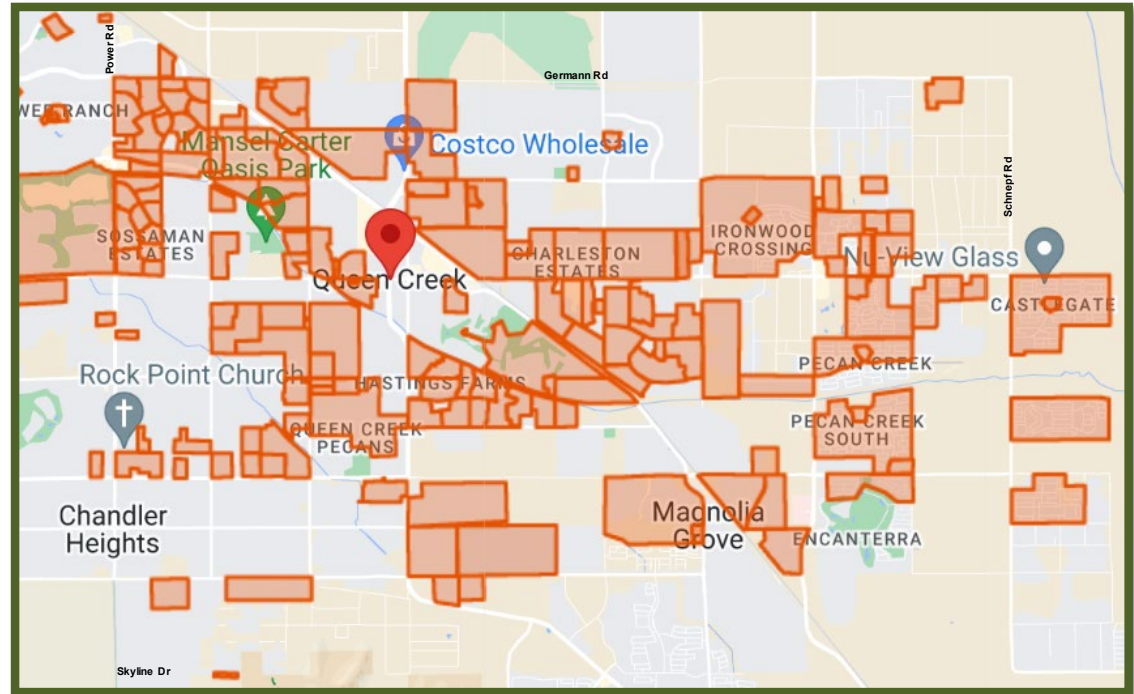 Power Rd
Germann Rd
WER RANCH
Mansel Carter
Oasis Park
Costco Wholesale
Schnepf Rd
SOSSAMAN
ESTATES
IRONWOOD
CROSSING
CHARLESTON
ESTATES
Nu-View Glass
Queen Creek
CASTLEGATE
PECAN CREEK
Rock Point Church
HASTINGS FARMS
QUEEN CREEK
PECANS
PECAN CREEK
SOUTH
Chandler
Heights
Magnolia
Grove
ENCANTERRA
Skyline Dr